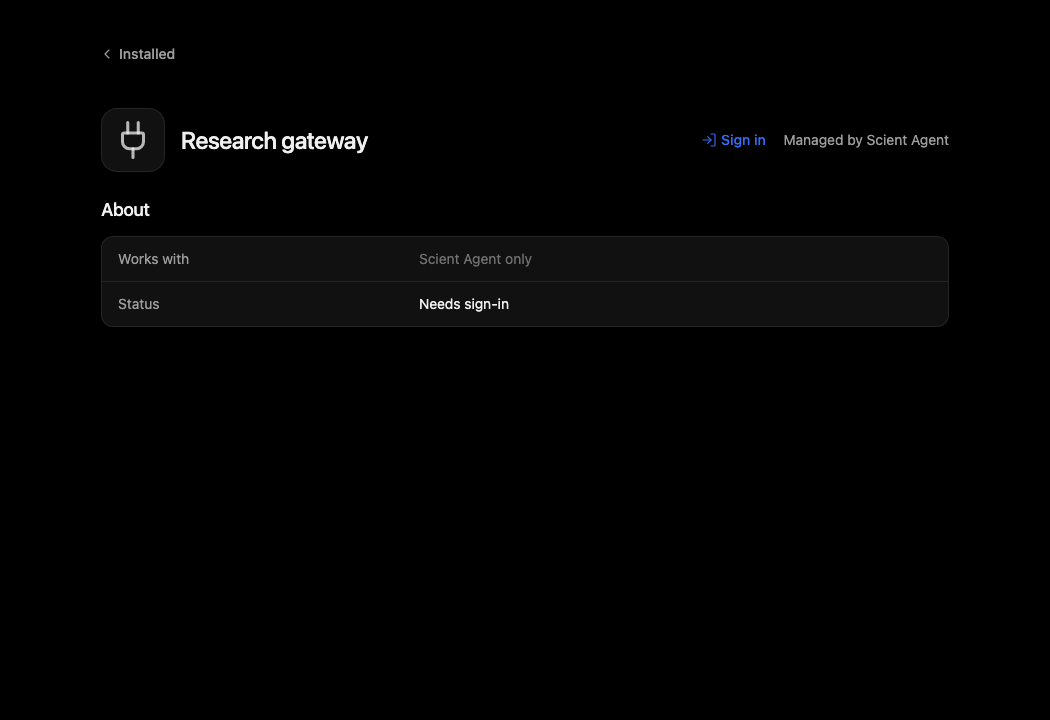 Installed
Research gateway
Sign in
Managed by Scient Agent
About
Works with
Scient Agent only
Status
Needs sign-in